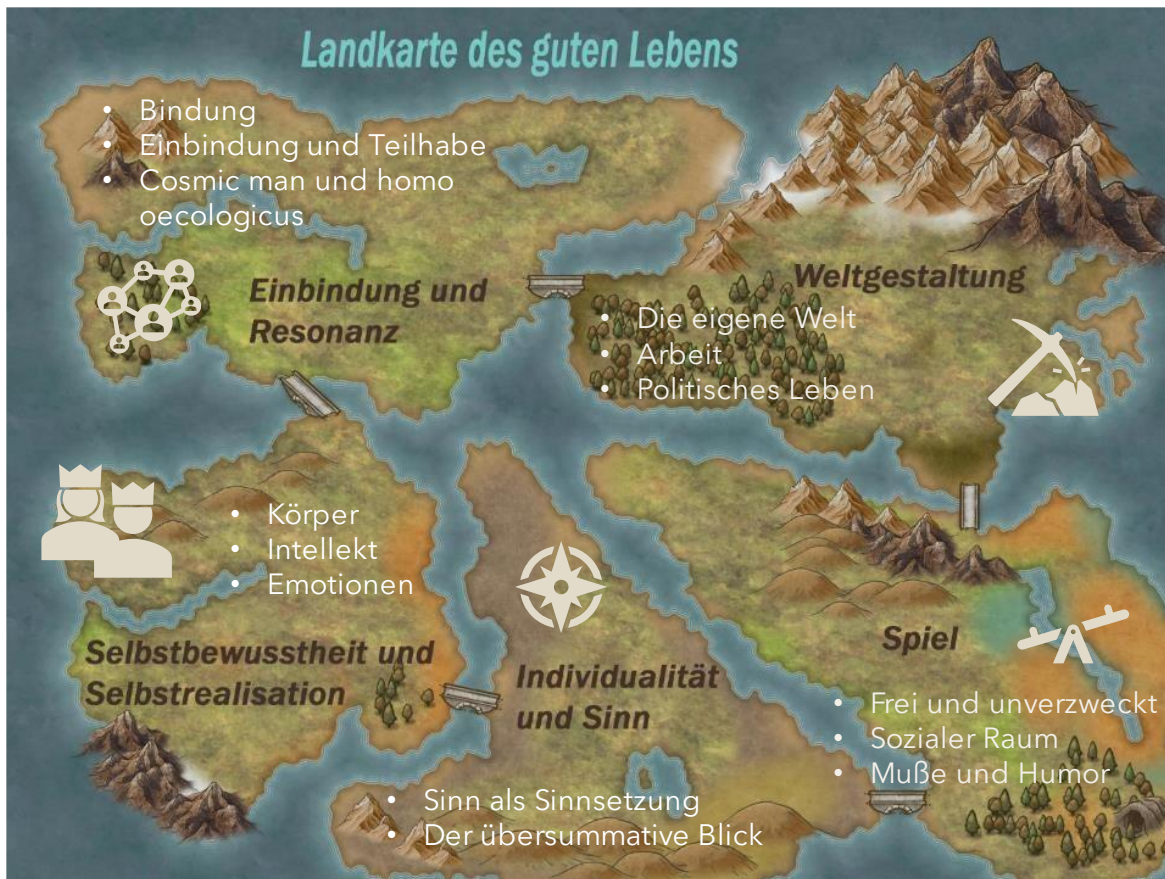 Landkarte des guten Lebens
• Bindung
• Einbindung und Teilhabe
• Cosmic man und homo
oecologicus
Einbindung und
Resonanz
Weltgestaltung
• Die eigene Welt
• Arbeit
• Politisches Leben
• Körper
• Intellekt
• Emotionen
Selbstbewusstheit und
Selbstrealisation
Individualität
und Sinn
• Sinn als Sinnsetzung
• Der übersummative Blick
Spiel
• Frei und unverzweckt
• Sozialer Raum
• Muße und Humor